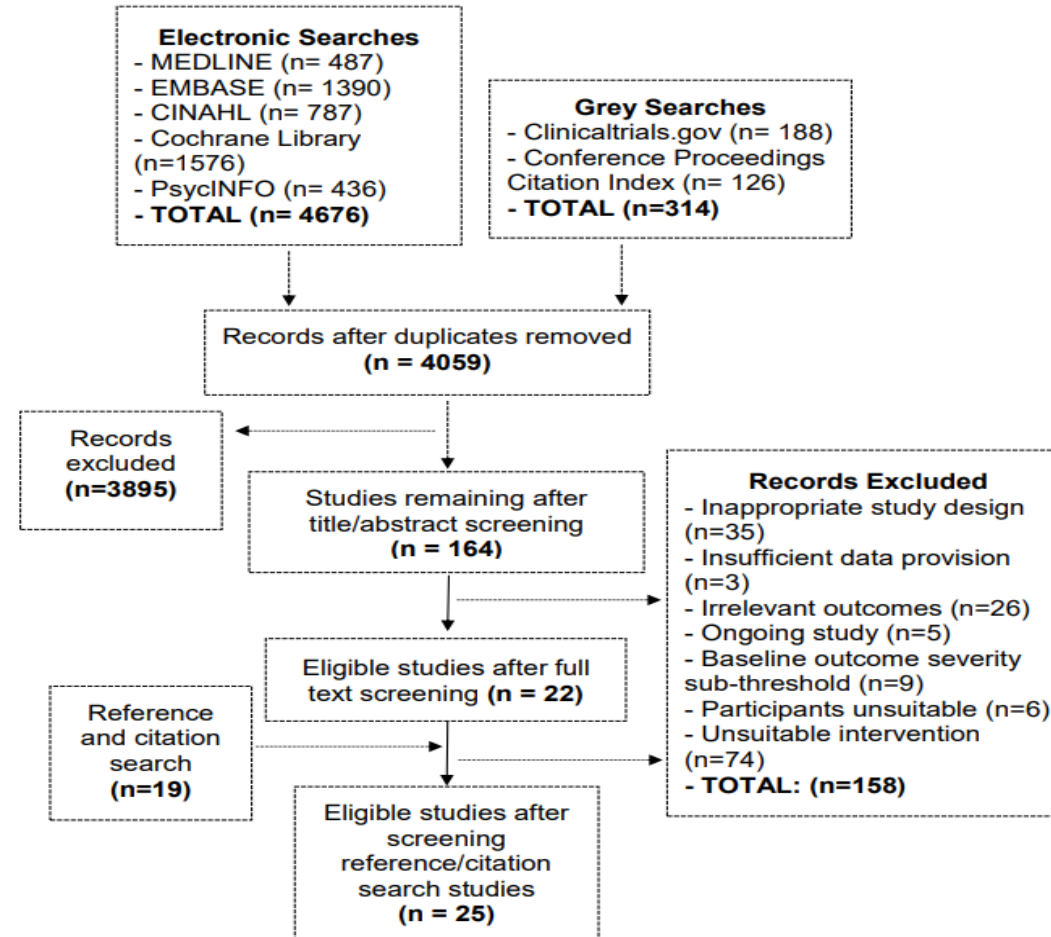 Electronic Searches
- MEDLINE (n= 487)
- EMBASE (n= 1390)
- CINAHL (n= 787)
- Cochrane Library
(n=1576)
- PsycINFO (n= 436)
- TOTAL (n= 4676)
Grey Searches
- Clinicaltrials.gov (n= 188)
- Conference Proceedings
Citation Index (n= 126)
- TOTAL (n=314)
Records after duplicates removed
(n = 4059)
Records
excluded
(n=3895)
Studies remaining after
title/abstract screening
(n = 164)
Records Excluded
- Inappropriate study design
(n=35)
- Insufficient data provision
(n=3)
- Irrelevant outcomes (n=26)
- Ongoing study (n=5)
- Baseline outcome severity
sub-threshold (n=9)
- Participants unsuitable (n=6)
- Unsuitable intervention
(n=74)
- TOTAL: (n=158)
Eligible studies after full
text screening (n = 22)
Reference
and citation
search
(n=19)
Eligible studies after
screening
reference/citation
search studies
(n = 25)